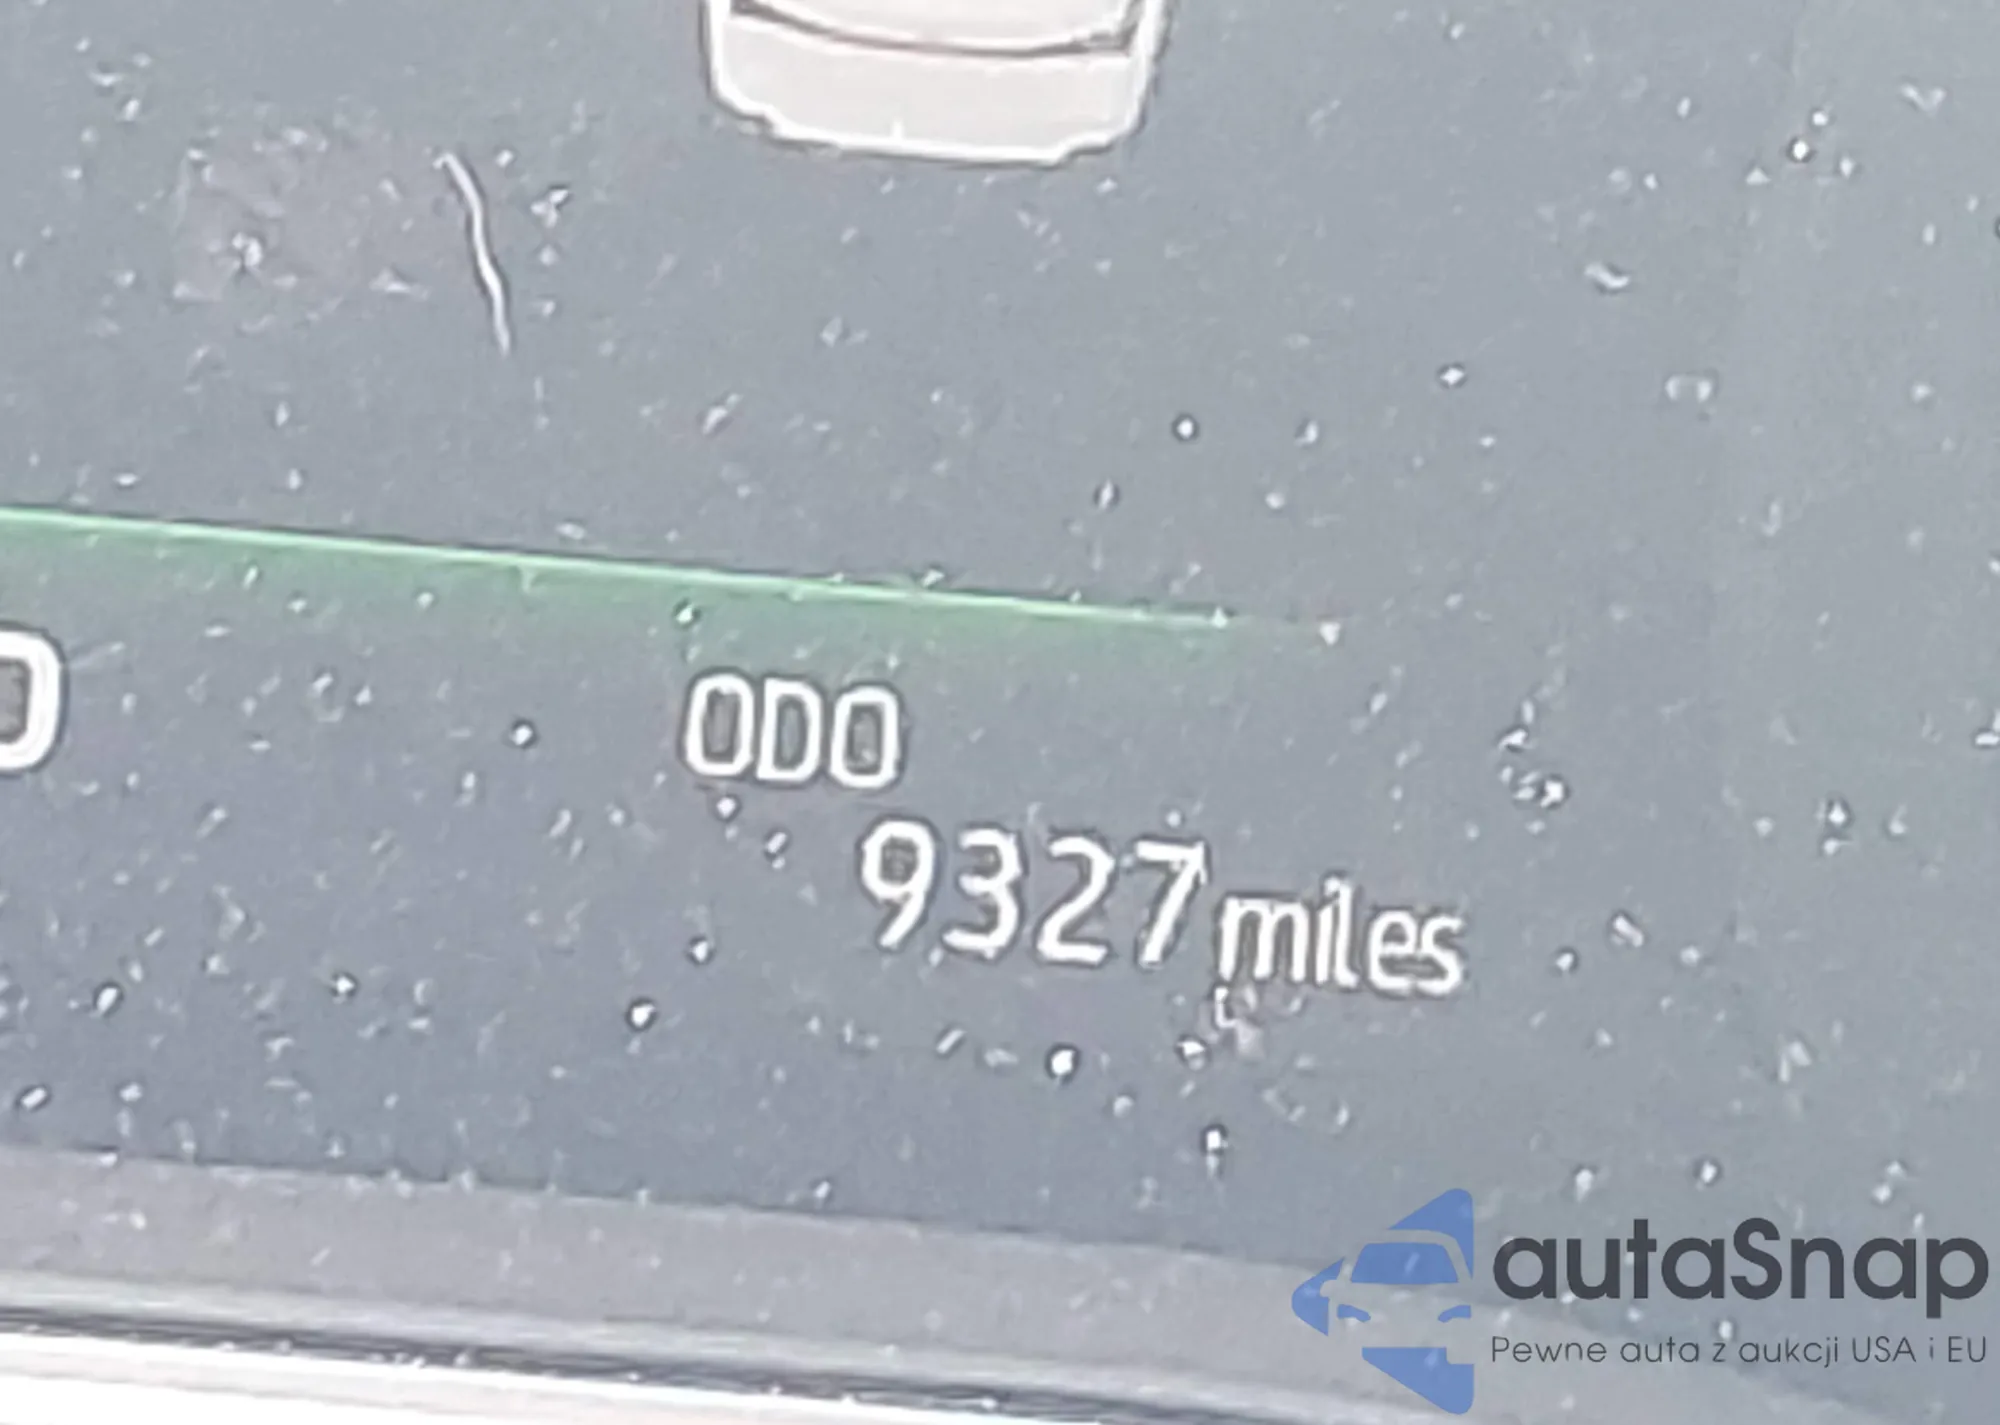 ODO
9327 miles
autaSnap
Pewne auta z aukcji USA i EU